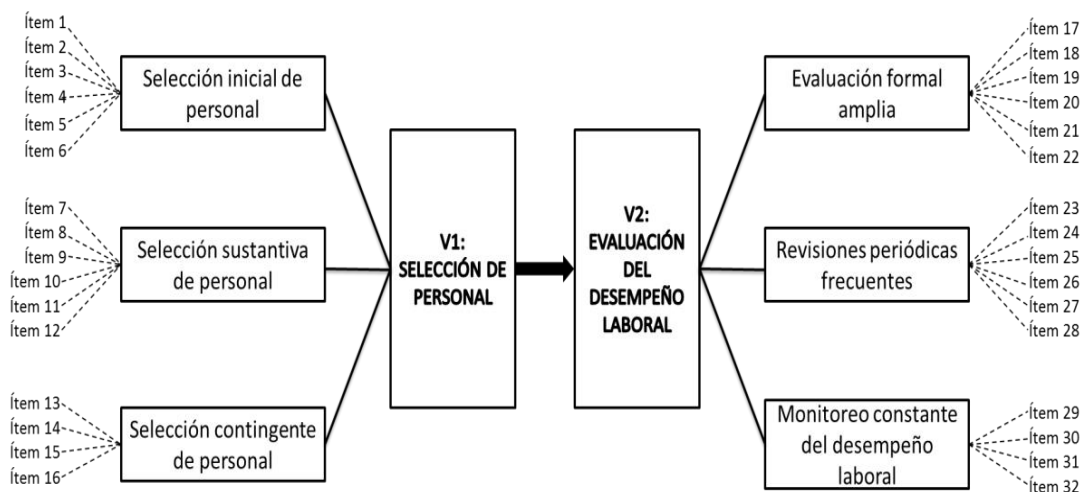 Ítem 1
Ítem 2
Ítem 3
Ítem 4
Ítem 5
Ítem 6
Selección inicial de
personal
Ítem 7
Ítem 8
Ítem 9
Ítem 10
Ítem 11
Ítem 12
Selección sustantiva
de personal
Ítem 13
Ítem 14
Ítem 15
Ítem 16
Selección contingente
de personal
V1:
SELECCIÓN DE
PERSONAL
V2:
EVALUACIÓN
DEL
DESEMPEÑO
LABORAL
Evaluación formal
amplia
Ítem 17
Ítem 18
Ítem 19
Ítem 20
Ítem 21
Ítem 22
Revisiones periódicas
frecuentes
Ítem 23
Ítem 24
Ítem 25
Ítem 26
Ítem 27
Ítem 28
Monitoreo constante
del desempeño
laboral
Ítem 29
Ítem 30
Ítem 31
Ítem 32